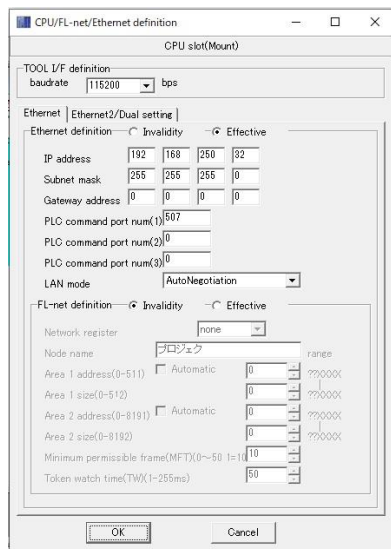 CPU/FL-net/Ethernet definition
CPU slot(Mount)
TOOL I/F definition
baudrate 115200 bps
Ethernet Ethernet2/Dual setting
Ethernet definition Invalidity Effective
IP address 192 168 250 32
Subnet mask 255 255 255 0
Gateway address 0 0 0 0
PLC command port num(1) 507
PLC command port num(2) 0
PLC command port num(3) 0
LAN mode AutoNegotiation
FL-net definition Invalidity Effective
Network register none
Node name プロジェク range
Area 1 address(0-511) Automatic 0 ??XXXX
Area 1 size(0-512) 0 ??XXXX
Area 2 address(0-8191) Automatic 0 ??XXXX
Area 2 size(0-8192) 0 ??XXXX
Minimum permissible frame(MFT)(0~50 1=10 10
Token watch time(TW)(1-255ms) 50
OK Cancel